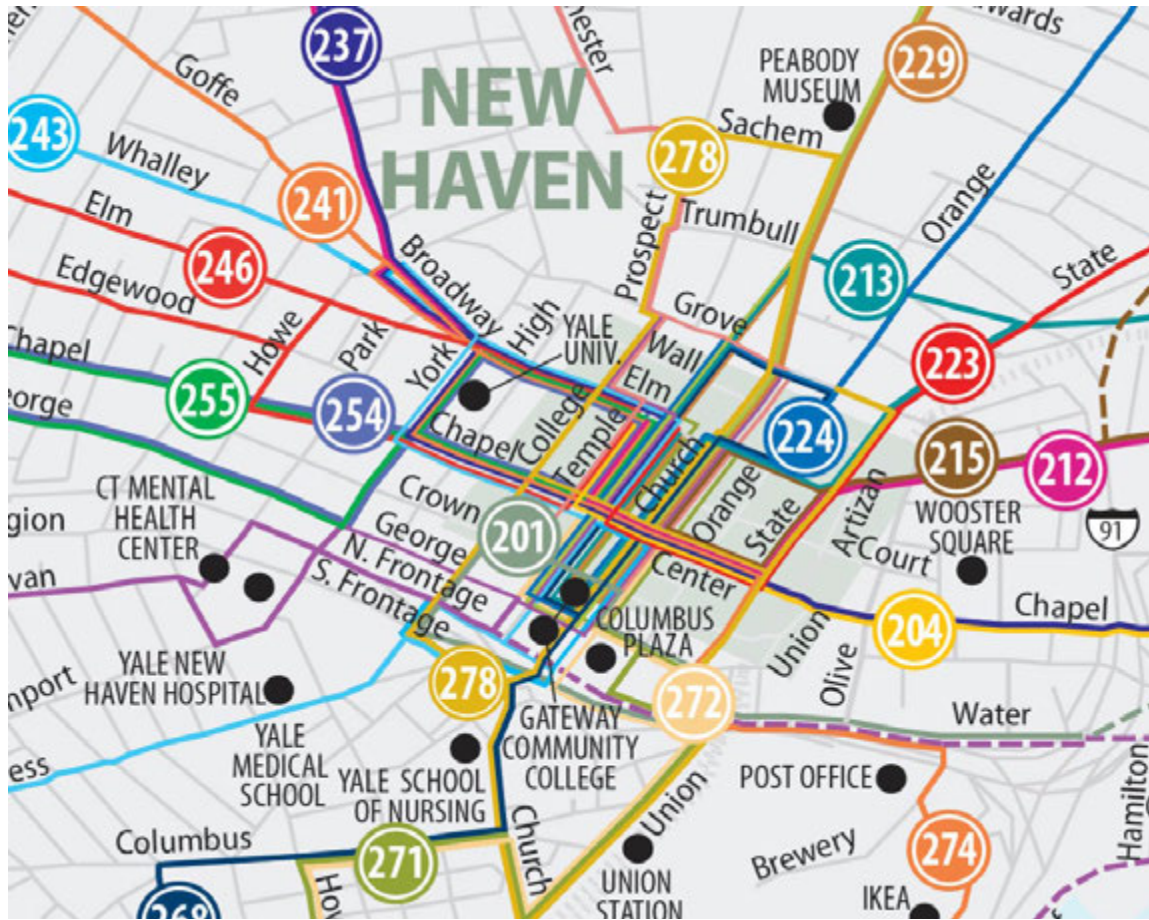 237
NEW
HAVEN
PEABODY
MUSEUM
229
Goffe
243
Whalley
241
Sachem
278
Elm
246
Edgewood
Broadway
Prospect
Trumbull
Orange
213
State
Howe
Park
York
High
YALE
UNIV.
Grove
Wall
Elm
Chapel
255
254
Chapel
College
Temple
Church
224
223
215
212
Crown
201
Orange
State
Artizan
Court
WOOSTER
SQUARE
91
CT MENTAL
HEALTH
CENTER
George
N. Frontage
S. Frontage
Center
COLUMBUS
PLAZA
Union
Olive
204
Chapel
YALE NEW
HAVEN HOSPITAL
278
272
Water
GATEWAY
COMMUNITY
COLLEGE
YALE
MEDICAL
SCHOOL
YALE SCHOOL
OF NURSING
POST OFFICE
Hamilton
Columbus
271
Church
Union
UNION
STATION
Brewery
274
IKEA
268